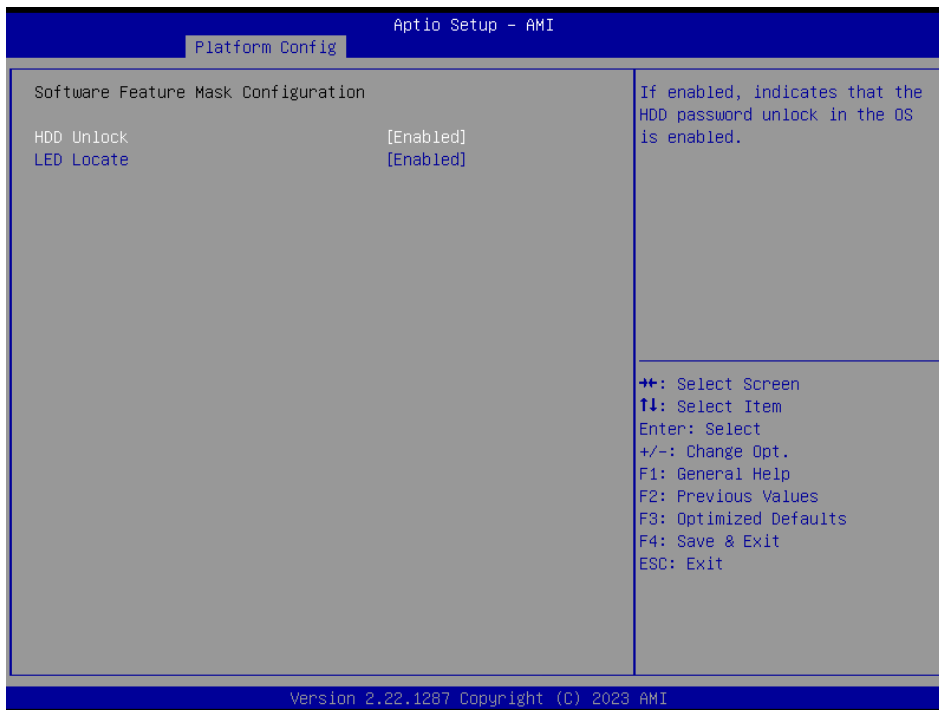 Aptio Setup – AMI
Platform Config
Software Feature Mask Configuration
HDD Unlock [Enabled]
LED Locate [Enabled]
If enabled, indicates that the
HDD password unlock in the OS
is enabled.
→←: Select Screen
↑↓: Select Item
Enter: Select
+/-: Change Opt.
F1: General Help
F2: Previous Values
F3: Optimized Defaults
F4: Save & Exit
ESC: Exit
Version 2.22.1287 Copyright (C) 2023 AMI